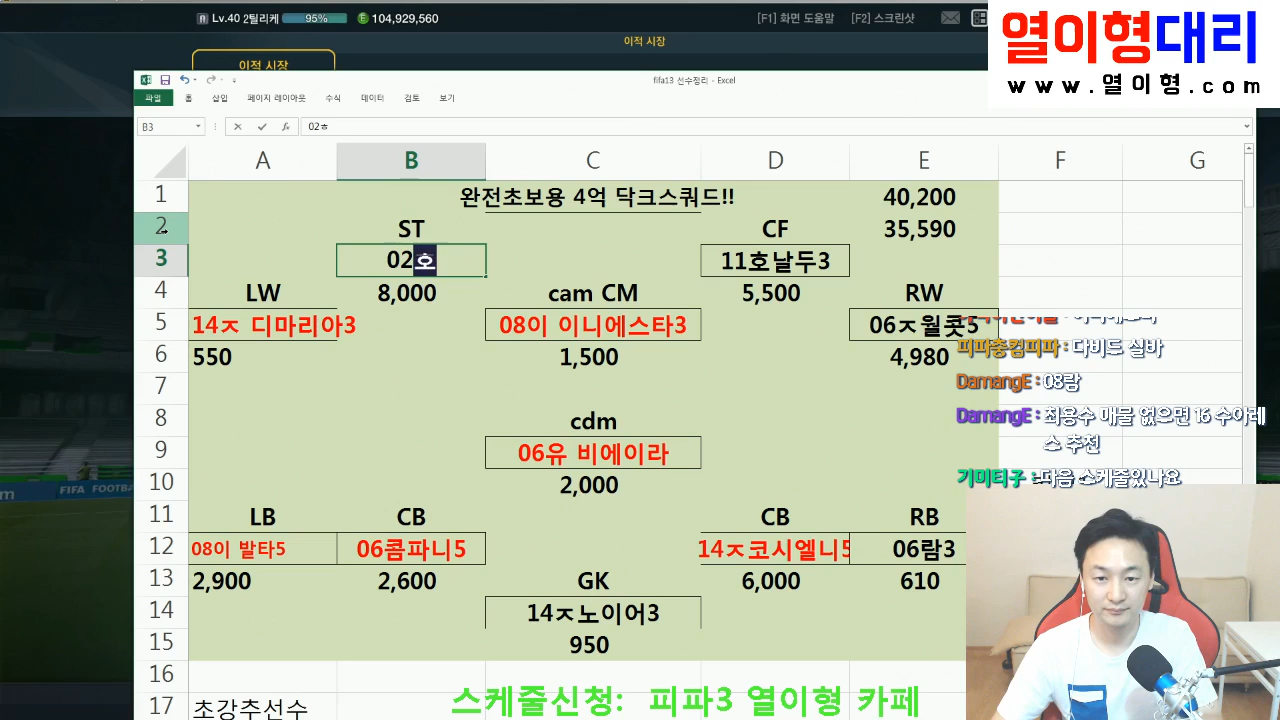 Lv.40 2틸리케 95% 104,929,560 [F1] 화면 도움말 [F2] 스크린샷
이적 시장
이적 시장
열이형대리
www.열이형.com
fifa13 선수정리 - Excel
파일 홈 삽입 페이지 레이아웃 수식 데이터 검토 보기
B3 02호
A B C D E F G
1 완전초보용 4억 닥크스쿼드!! 40,200
2 ST CF 35,590
3 02호 11호날두3
4 LW 8,000 cam CM 5,500 RW
5 14ㅈ 디마리아3 08이 이니에스타3 06ㅈ월콧5
6 550 1,500 4,980
피파충컴피파 : 다비드 실바
7
DamangE : 08람
8 cdm
DamangE : 최용수 매물 없으면 16 수아레스 추천
9 06유 비에이라
10 2,000
기미티구 : 다음 스케줄있나요
11 LB CB CB RB
12 08이 발타5 06콤파니5 14ㅈ코시엘니5 06람3
13 2,900 2,600 GK 6,000 610
14 14ㅈ노이어3
15 950
16
17 초강추선수
스케줄신청: 피파3 열이형 카페
FIFA FOOTB